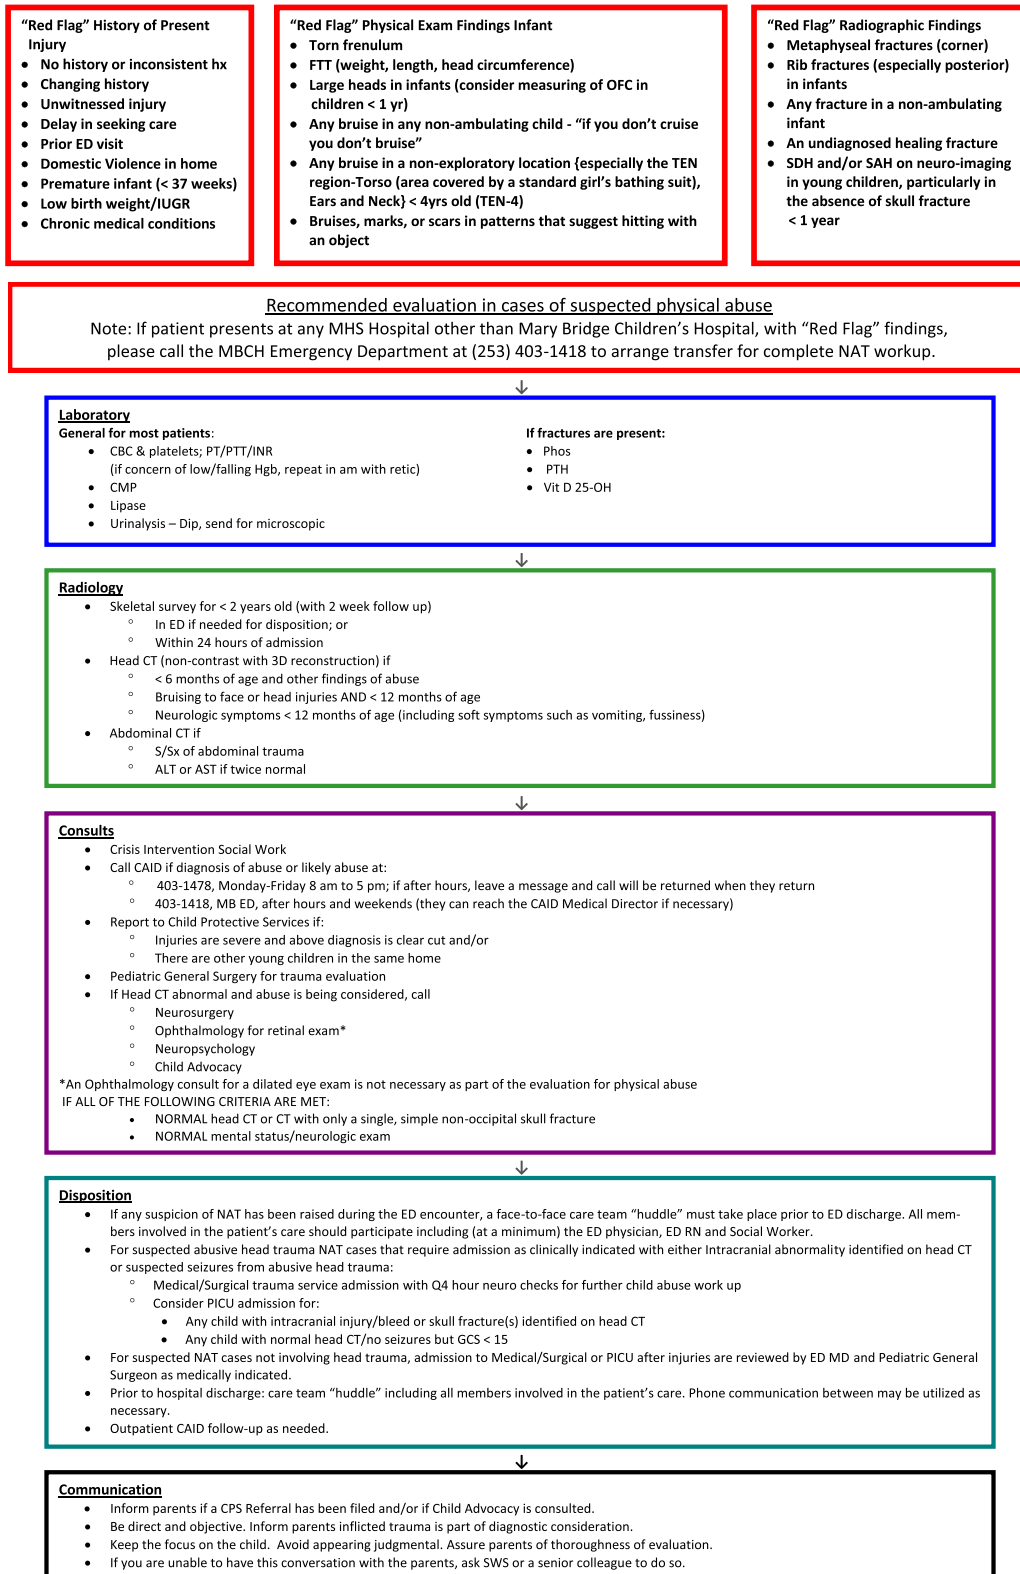 “Red Flag” History of Present
Injury
● No history or inconsistent hx
● Changing history
● Unwitnessed injury
● Delay in seeking care
● Prior ED visit
● Domestic Violence in home
● Premature infant (< 37 weeks)
● Low birth weight/IUGR
● Chronic medical conditions
“Red Flag” Physical Exam Findings Infant
● Torn frenulum
● FTT (weight, length, head circumference)
● Large heads in infants (consider measuring of OFC in
children < 1 yr)
● Any bruise in any non-ambulating child - “if you don’t cruise
you don’t bruise”
● Any bruise in a non-exploratory location {especially the TEN
region-Torso (area covered by a standard girl’s bathing suit),
Ears and Neck} < 4yrs old (TEN-4)
● Bruises, marks, or scars in patterns that suggest hitting with
an object
“Red Flag” Radiographic Findings
● Metaphyseal fractures (corner)
● Rib fractures (especially posterior)
in infants
● Any fracture in a non-ambulating
infant
● An undiagnosed healing fracture
● SDH and/or SAH on neuro-imaging
in young children, particularly in
the absence of skull fracture
< 1 year
Recommended evaluation in cases of suspected physical abuse
Note: If patient presents at any MHS Hospital other than Mary Bridge Children’s Hospital, with “Red Flag” findings,
please call the MBCH Emergency Department at (253) 403-1418 to arrange transfer for complete NAT workup.
↓
Laboratory
General for most patients:
● CBC & platelets; PT/PTT/INR
(if concern of low/falling Hgb, repeat in am with retic)
● CMP
● Lipase
● Urinalysis – Dip, send for microscopic
If fractures are present:
● Phos
● PTH
● Vit D 25-OH
↓
Radiology
● Skeletal survey for < 2 years old (with 2 week follow up)
○ In ED if needed for disposition; or
○ Within 24 hours of admission
● Head CT (non-contrast with 3D reconstruction) if
○ < 6 months of age and other findings of abuse
○ Bruising to face or head injuries AND < 12 months of age
○ Neurologic symptoms < 12 months of age (including soft symptoms such as vomiting, fussiness)
● Abdominal CT if
○ S/Sx of abdominal trauma
○ ALT or AST if twice normal
↓
Consults
● Crisis Intervention Social Work
● Call CAID if diagnosis of abuse or likely abuse at:
○ 403-1478, Monday-Friday 8 am to 5 pm; if after hours, leave a message and call will be returned when they return
○ 403-1418, MB ED, after hours and weekends (they can reach the CAID Medical Director if necessary)
● Report to Child Protective Services if:
○ Injuries are severe and above diagnosis is clear cut and/or
○ There are other young children in the same home
● Pediatric General Surgery for trauma evaluation
● If Head CT abnormal and abuse is being considered, call
○ Neurosurgery
○ Ophthalmology for retinal exam*
○ Neuropsychology
○ Child Advocacy
*An Ophthalmology consult for a dilated eye exam is not necessary as part of the evaluation for physical abuse
IF ALL OF THE FOLLOWING CRITERIA ARE MET:
● NORMAL head CT or CT with only a single, simple non-occipital skull fracture
● NORMAL mental status/neurologic exam
↓
Disposition
● If any suspicion of NAT has been raised during the ED encounter, a face-to-face care team “huddle” must take place prior to ED discharge. All mem-
bers involved in the patient’s care should participate including (at a minimum) the ED physician, ED RN and Social Worker.
● For suspected abusive head trauma NAT cases that require admission as clinically indicated with either Intracranial abnormality identified on head CT
or suspected seizures from abusive head trauma:
○ Medical/Surgical trauma service admission with Q4 hour neuro checks for further child abuse work up
○ Consider PICU admission for:
● Any child with intracranial injury/bleed or skull fracture(s) identified on head CT
● Any child with normal head CT/no seizures but GCS < 15
● For suspected NAT cases not involving head trauma, admission to Medical/Surgical or PICU after injuries are reviewed by ED MD and Pediatric General
Surgeon as medically indicated.
● Prior to hospital discharge: care team “huddle” including all members involved in the patient’s care. Phone communication between may be utilized as
necessary.
● Outpatient CAID follow-up as needed.
↓
Communication
● Inform parents if a CPS Referral has been filed and/or if Child Advocacy is consulted.
● Be direct and objective. Inform parents inflicted trauma is part of diagnostic consideration.
● Keep the focus on the child. Avoid appearing judgmental. Assure parents of thoroughness of evaluation.
● If you are unable to have this conversation with the parents, ask SWS or a senior colleague to do so.